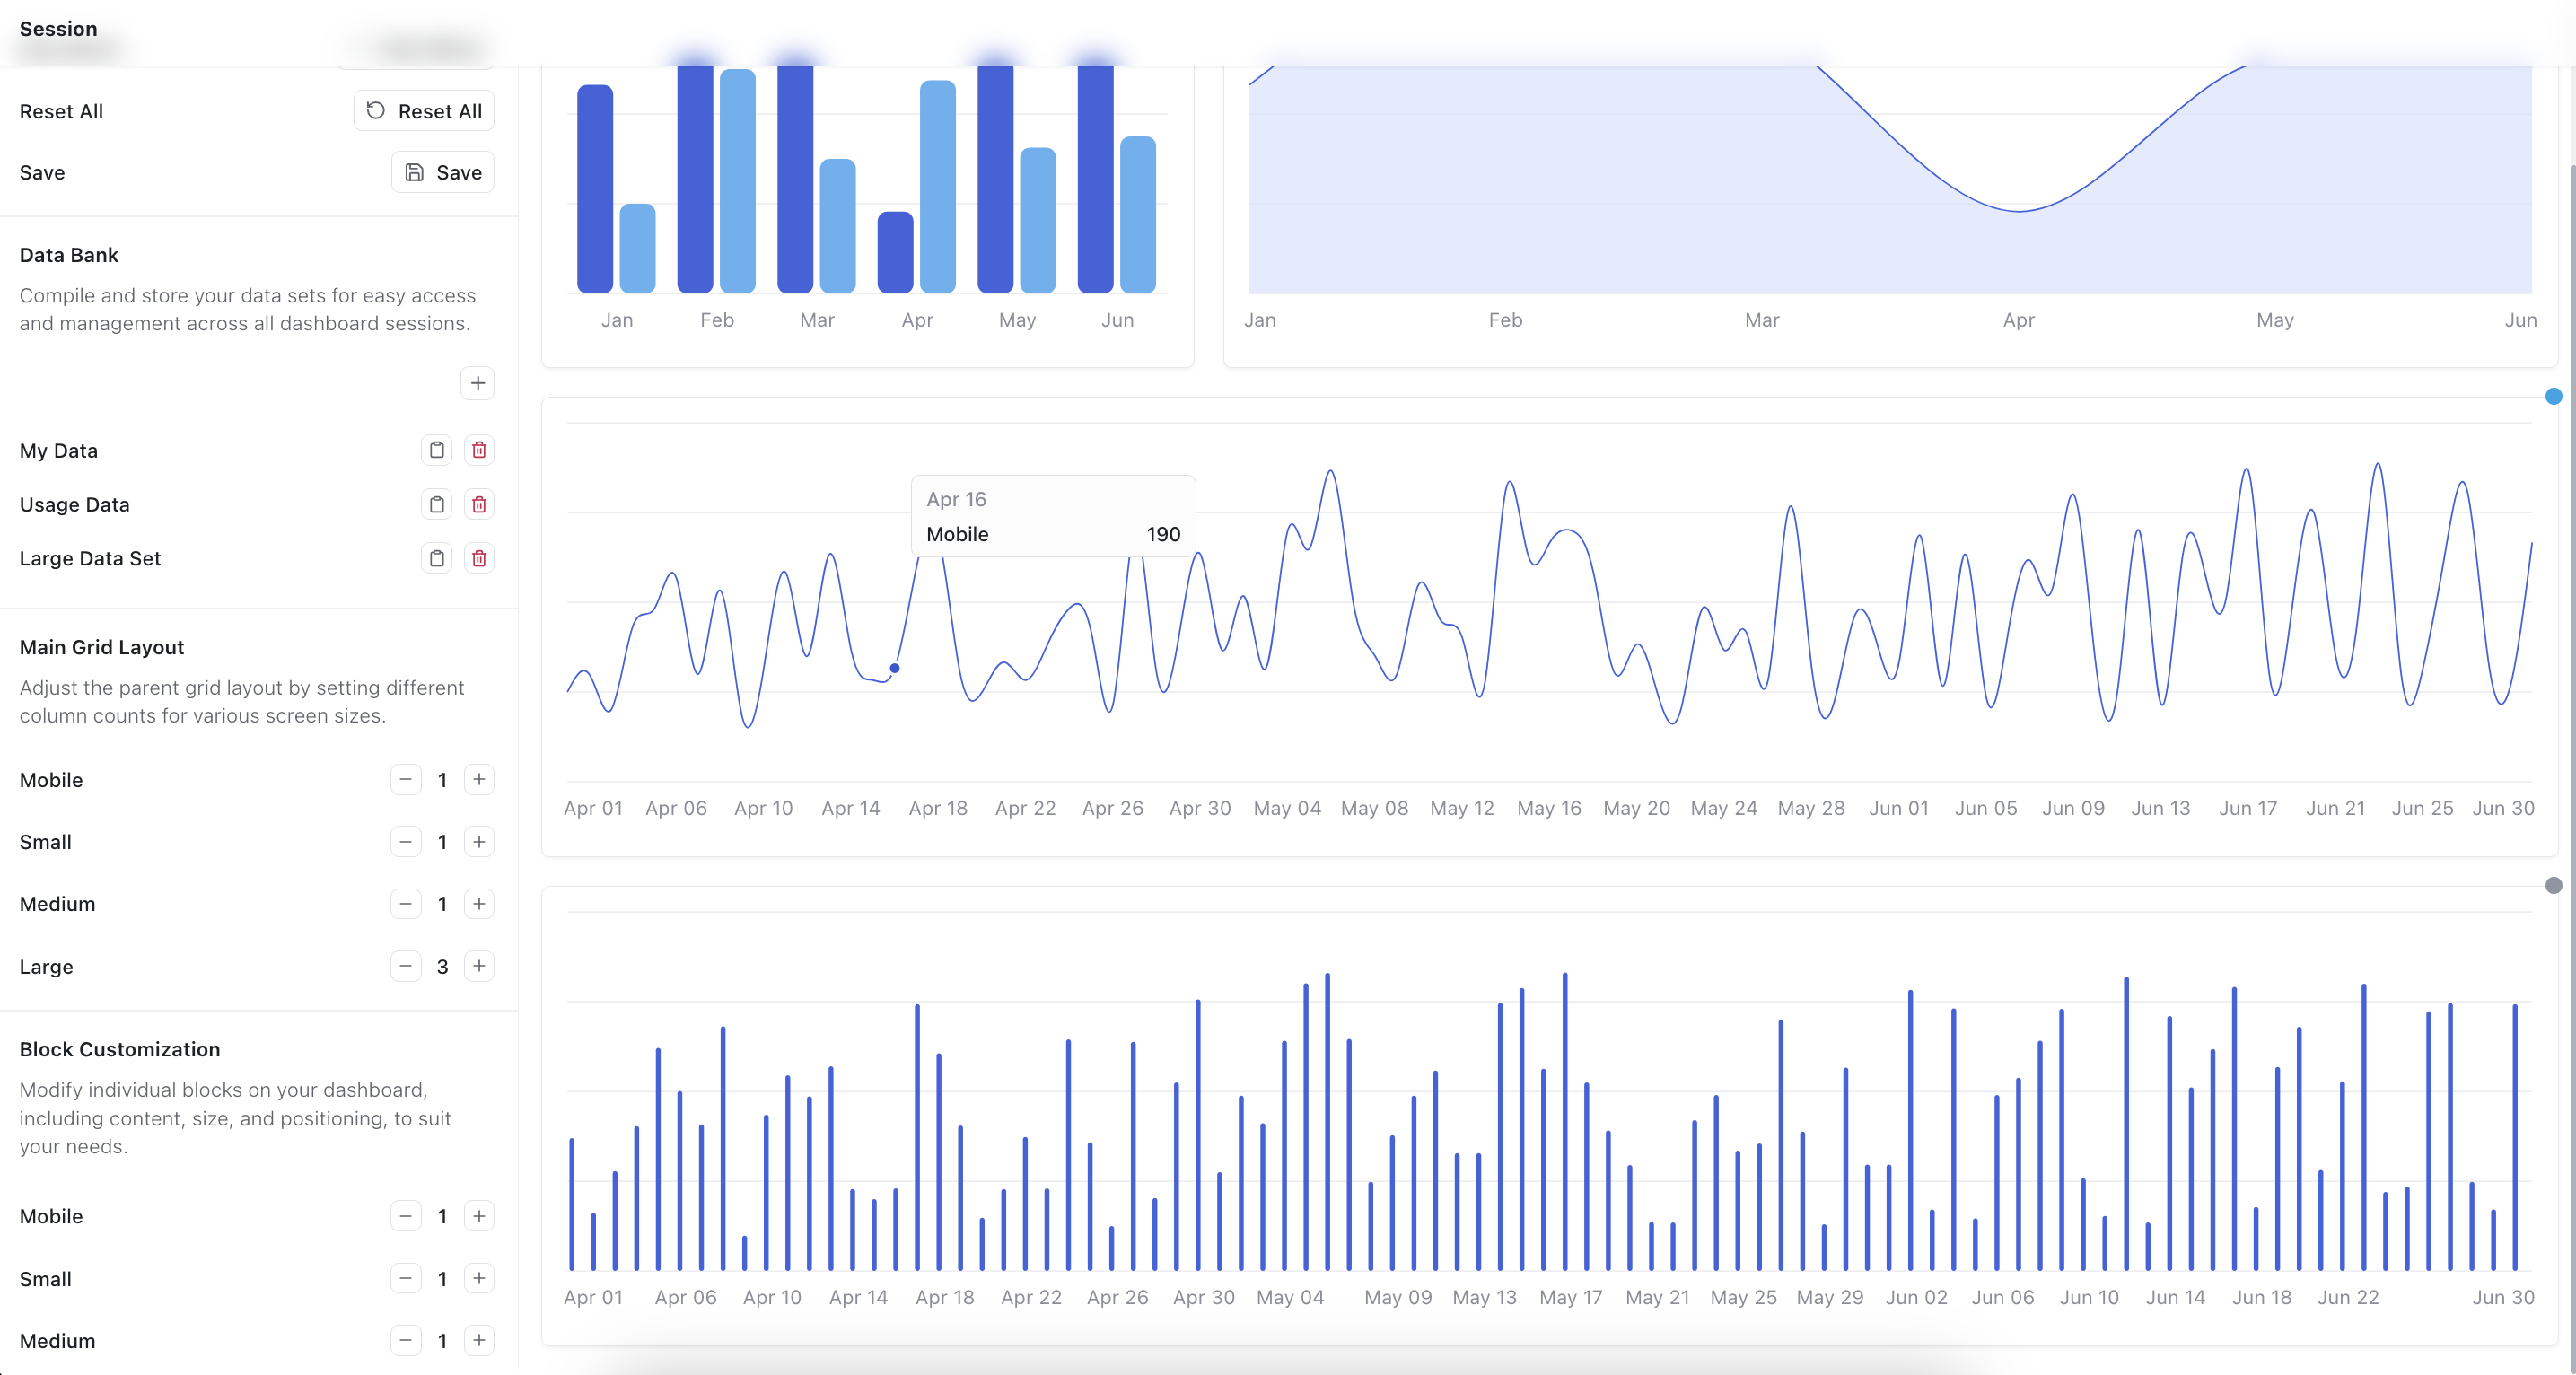 Session
Reset All
Reset All
Save
Save
Data Bank
Compile and store your data sets for easy access
and management across all dashboard sessions.
My Data
Usage Data
Large Data Set
Main Grid Layout
Adjust the parent grid layout by setting different
column counts for various screen sizes.
Mobile 1
Small 1
Medium 1
Large 3
Block Customization
Modify individual blocks on your dashboard,
including content, size, and positioning, to suit
your needs.
Mobile 1
Small 1
Medium 1
Jan Feb Mar Apr May Jun
Jan Feb Mar Apr May Jun
Apr 16
Mobile 190
Apr 01 Apr 06 Apr 10 Apr 14 Apr 18 Apr 22 Apr 26 Apr 30 May 04 May 08 May 12 May 16 May 20 May 24 May 28 Jun 01 Jun 05 Jun 09 Jun 13 Jun 17 Jun 21 Jun 25 Jun 30
Apr 01 Apr 06 Apr 10 Apr 14 Apr 18 Apr 22 Apr 26 Apr 30 May 04 May 09 May 13 May 17 May 21 May 25 May 29 Jun 02 Jun 06 Jun 10 Jun 14 Jun 18 Jun 22 Jun 30